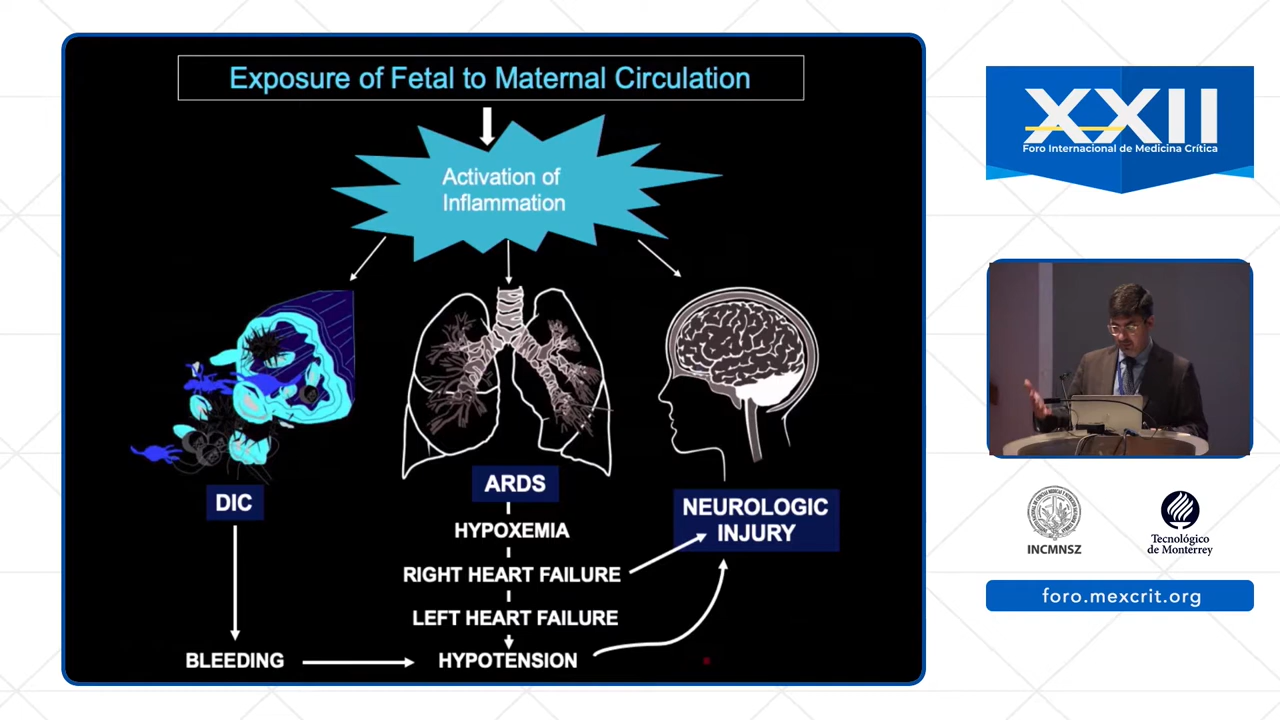 Exposure of Fetal to Maternal Circulation
Activation of
Inflammation
DIC
BLEEDING
ARDS
HYPOXEMIA
RIGHT HEART FAILURE
LEFT HEART FAILURE
HYPOTENSION
NEUROLOGIC
INJURY
XXII
Foro Internacional de Medicina Crítica
INCMNSZ
Tecnológico
de Monterrey
foro.mexcrit.org